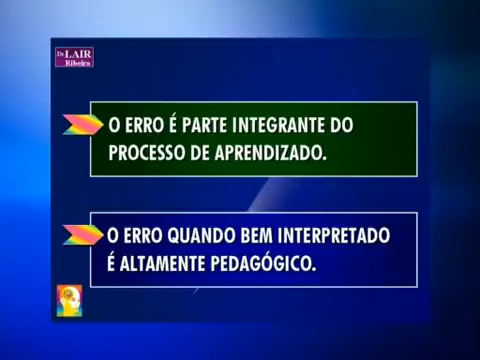 Dr. LAIR
Ribeiro
O ERRO É PARTE INTEGRANTE DO
PROCESSO DE APRENDIZADO.
O ERRO QUANDO BEM INTERPRETADO
É ALTAMENTE PEDAGÓGICO.